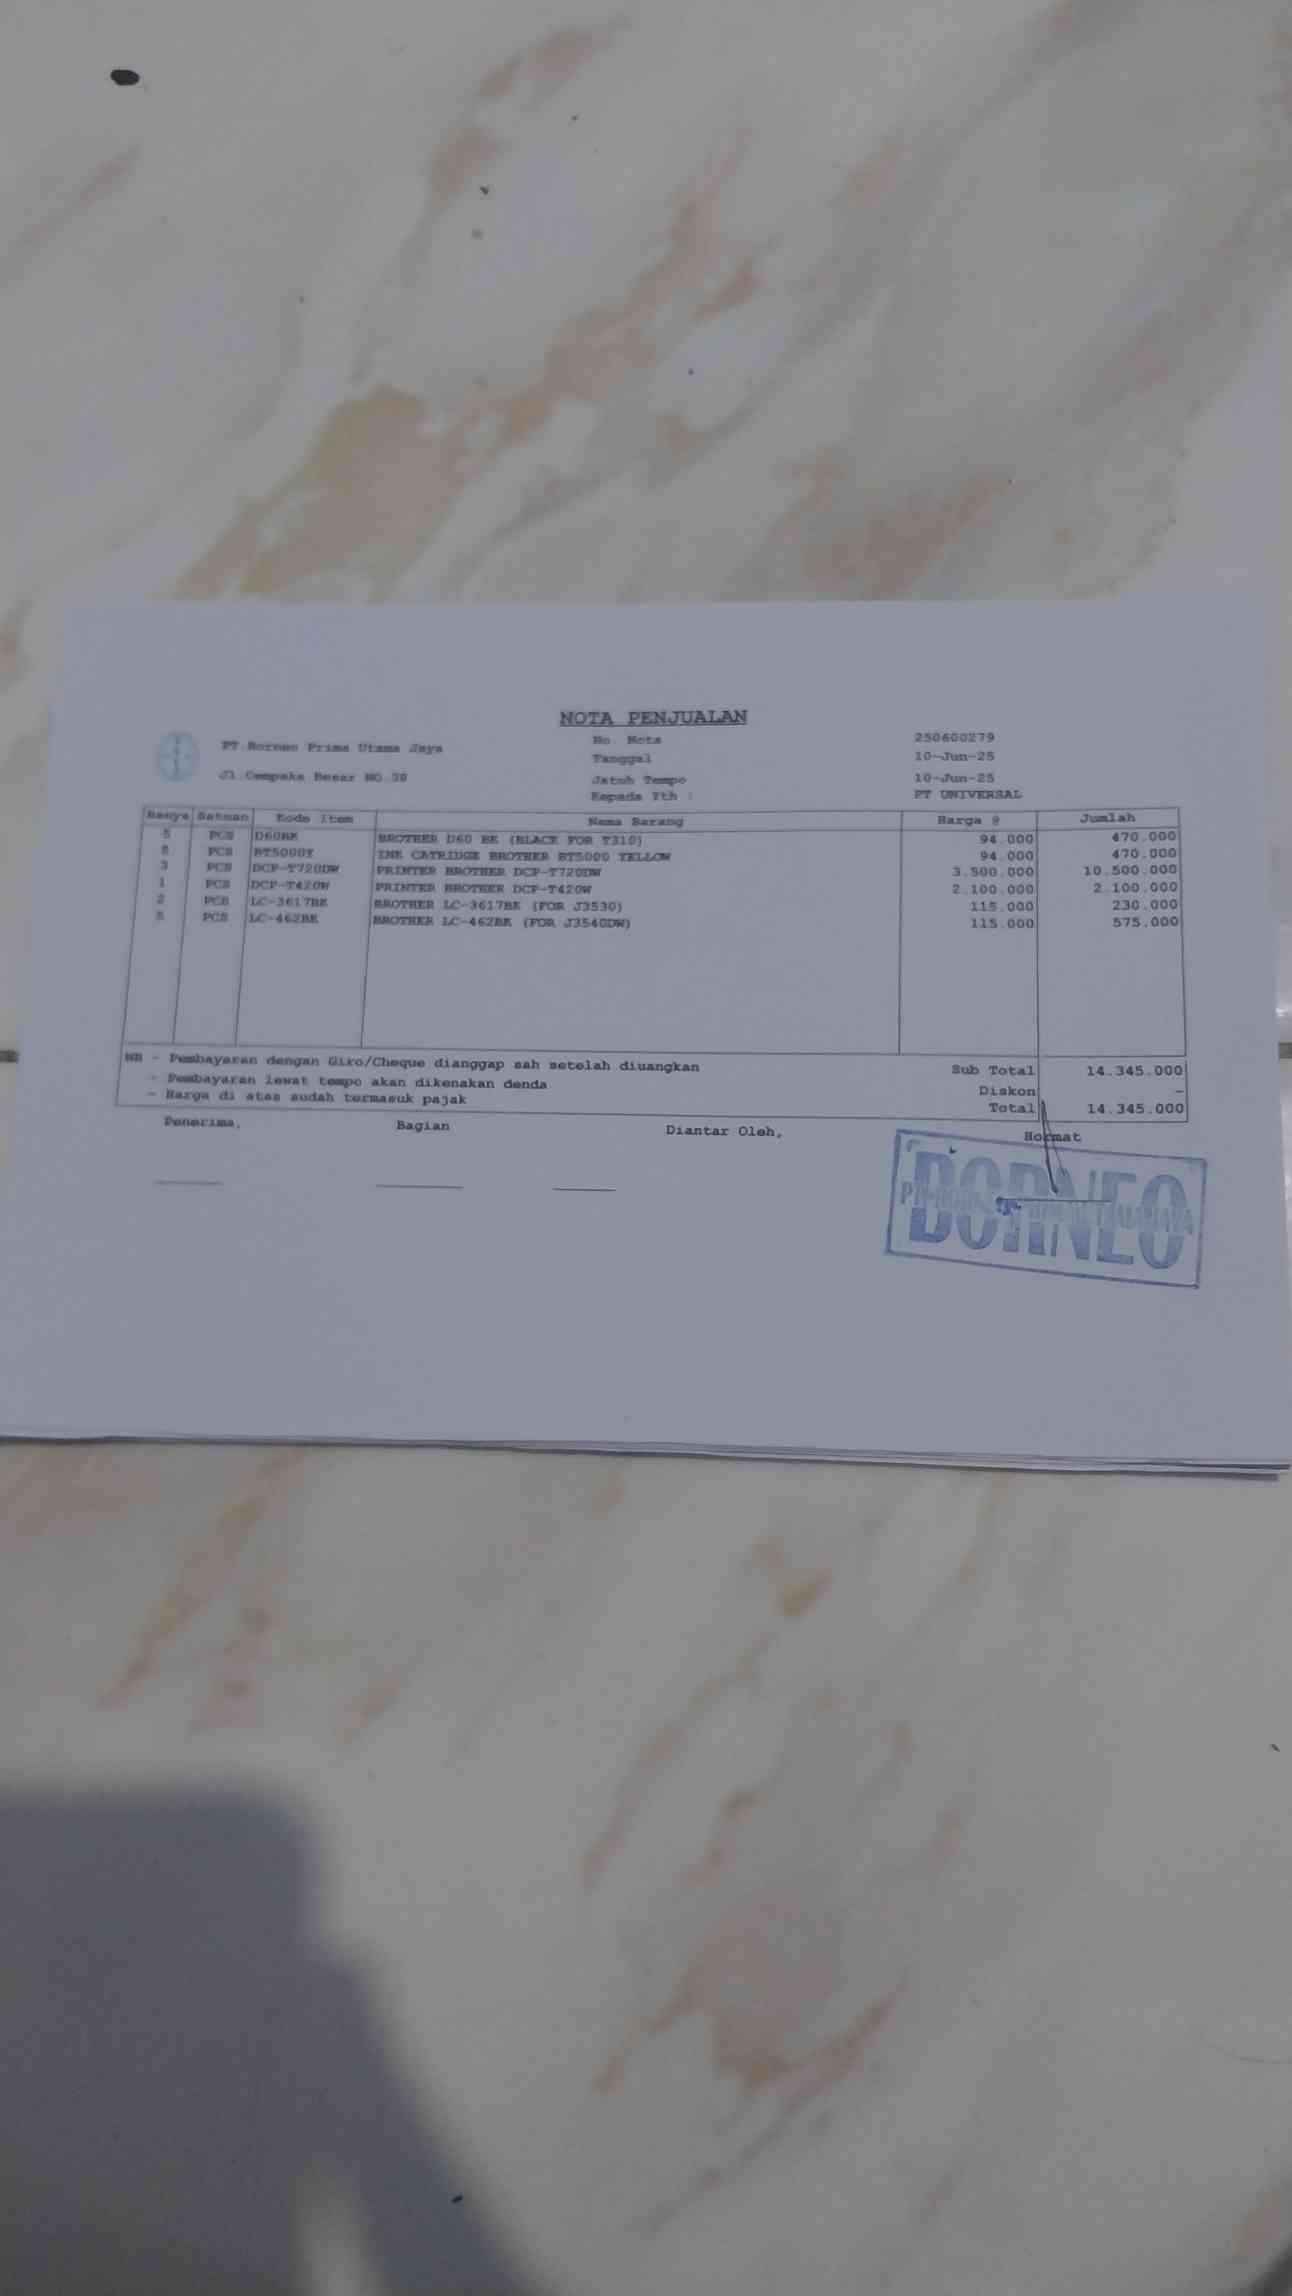 NOTA PENJUALAN
PT.Borneo Prima Utama Jaya
Jl.Cempaka Besar NO.38
No. Nota 250600279
Tanggal 10-Jun-25
Jatuh Tempo 10-Jun-25
Kepada Yth : PT UNIVERSAL
Banya Satuan Kode Item Nama Barang Harga @ Jumlah
5 PCS D60BK BROTHER D60 BK (BLACK FOR T310) 94.000 470.000
5 PCS BT5000Y INK CATRIDGE BROTHER BT5000 YELLOW 94.000 470.000
3 PCS DCP-T720DW PRINTER BROTHER DCP-T720DW 3.500.000 10.500.000
1 PCS DCP-T420W PRINTER BROTHER DCP-T420W 2.100.000 2.100.000
2 PCS LC-3617BK BROTHER LC-3617BK (FOR J3530) 115.000 230.000
5 PCS LC-462BK BROTHER LC-462BK (FOR J3540DW) 115.000 575.000
NB - Pembayaran dengan Giro/Cheque dianggap sah setelah diuangkan
- Pembayaran lewat tempo akan dikenakan denda
- Harga di atas sudah termasuk pajak
Sub Total 14.345.000
Diskon -
Total 14.345.000
Penerima, Bagian Diantar Oleh, Hormat
BORNEO